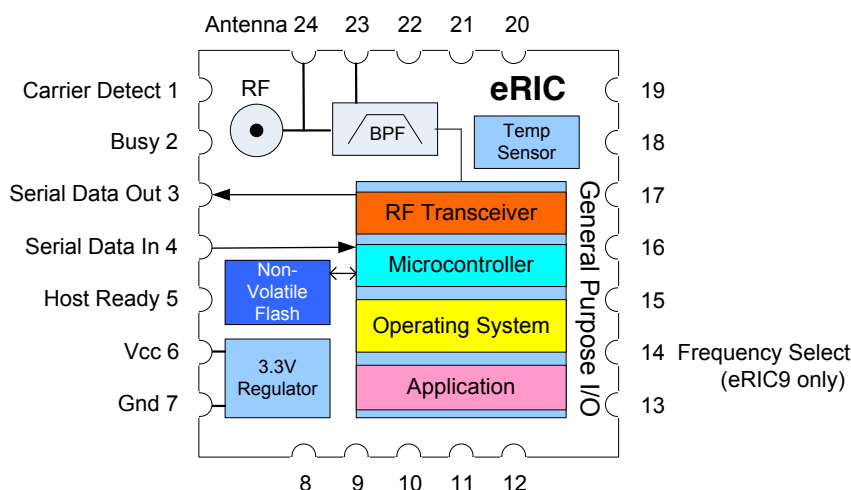 Antenna 24 23 22 21 20
Carrier Detect 1
RF
eRIC
19
BPF
Temp
Sensor
Busy 2
18
Serial Data Out 3
17
RF Transceiver
Serial Data In 4
16
Microcontroller
Non-
Volatile
Flash
General Purpose I/O
Host Ready 5
15
Operating System
Vcc 6
14 Frequency Select
(eRIC9 only)
3.3V
Regulator
Application
Gnd 7
13
8 9 10 11 12